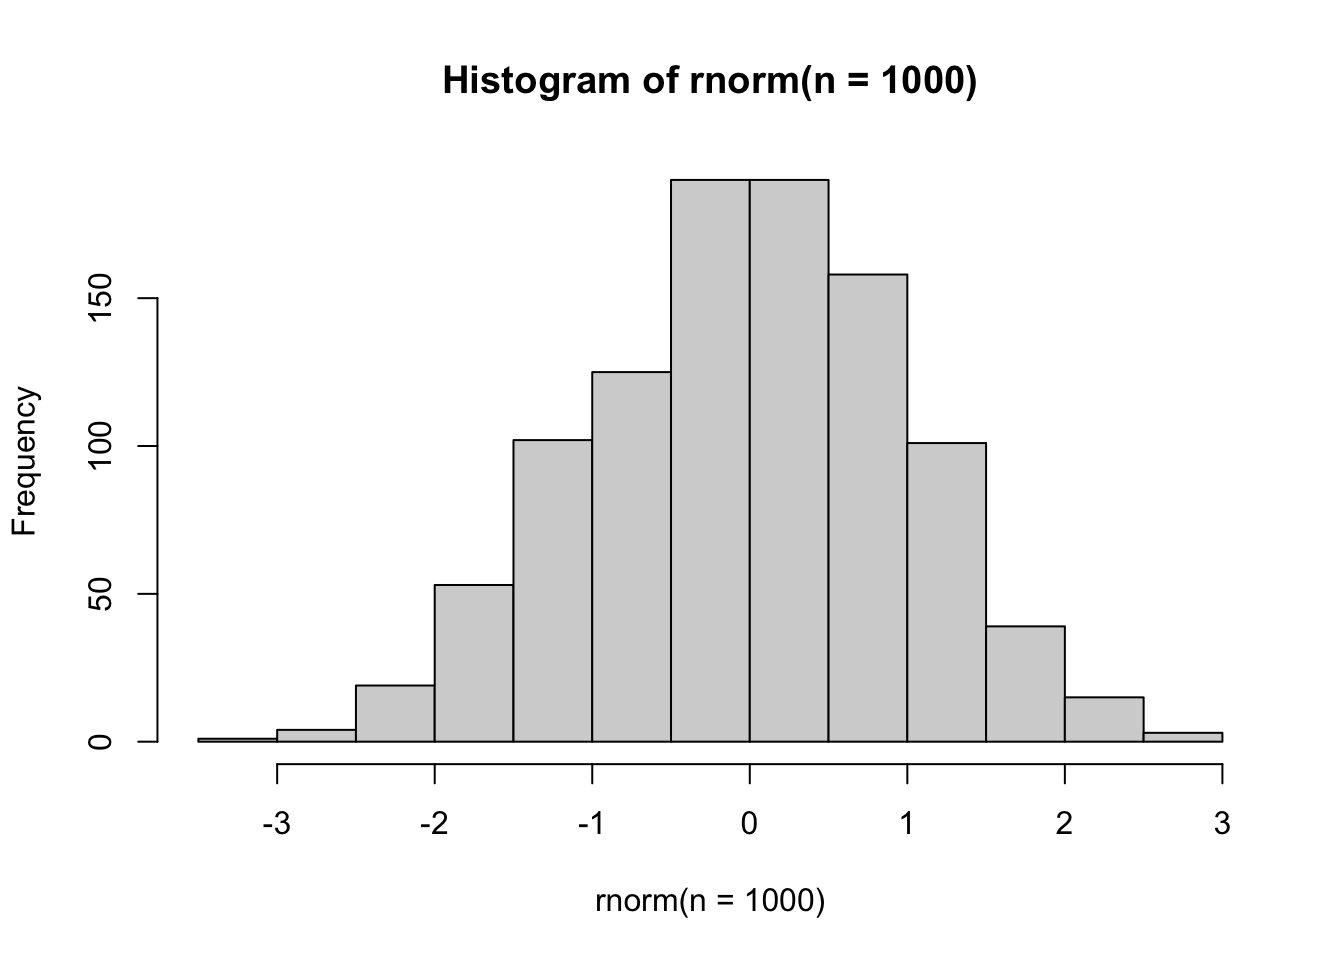 Histogram of rnorm(n = 1000)
Frequency
150
100
50
0
-3 -2 -1 0 1 2 3
rnorm(n = 1000)